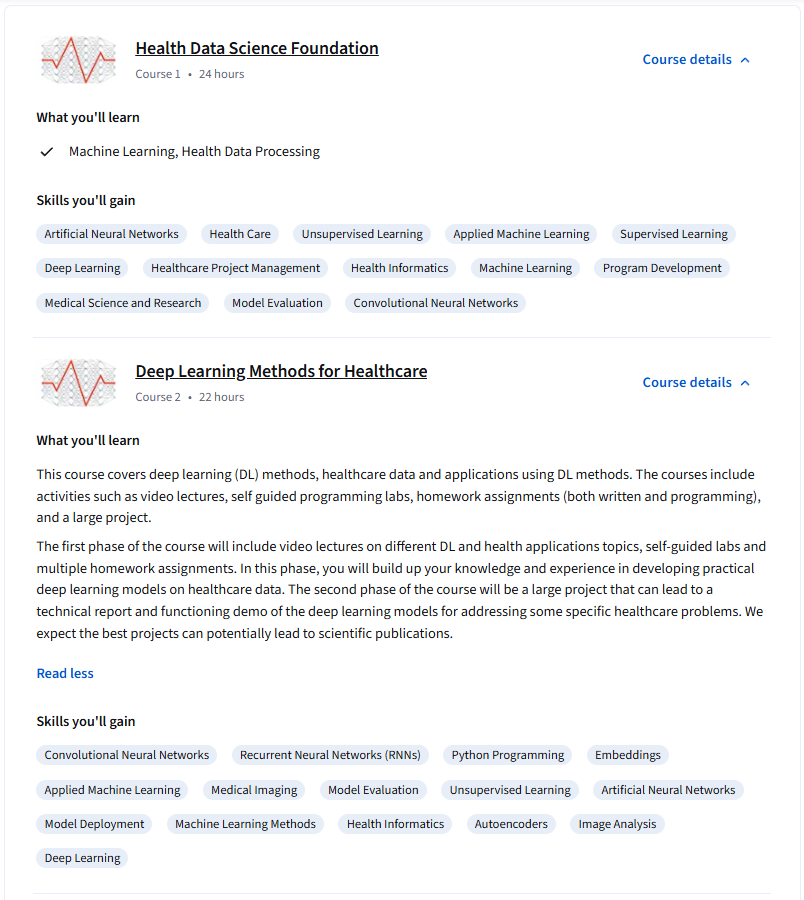 Health Data Science Foundation
Course 1 • 24 hours
Course details
What you'll learn
Machine Learning, Health Data Processing
Skills you'll gain
Artificial Neural Networks Health Care Unsupervised Learning Applied Machine Learning Supervised Learning
Deep Learning Healthcare Project Management Health Informatics Machine Learning Program Development
Medical Science and Research Model Evaluation Convolutional Neural Networks
Deep Learning Methods for Healthcare
Course 2 • 22 hours
Course details
What you'll learn
This course covers deep learning (DL) methods, healthcare data and applications using DL methods. The courses include
activities such as video lectures, self guided programming labs, homework assignments (both written and programming),
and a large project.
The first phase of the course will include video lectures on different DL and health applications topics, self-guided labs and
multiple homework assignments. In this phase, you will build up your knowledge and experience in developing practical
deep learning models on healthcare data. The second phase of the course will be a large project that can lead to a
technical report and functioning demo of the deep learning models for addressing some specific healthcare problems. We
expect the best projects can potentially lead to scientific publications.
Read less
Skills you'll gain
Convolutional Neural Networks Recurrent Neural Networks (RNNs) Python Programming Embeddings
Applied Machine Learning Medical Imaging Model Evaluation Unsupervised Learning Artificial Neural Networks
Model Deployment Machine Learning Methods Health Informatics Autoencoders Image Analysis
Deep Learning